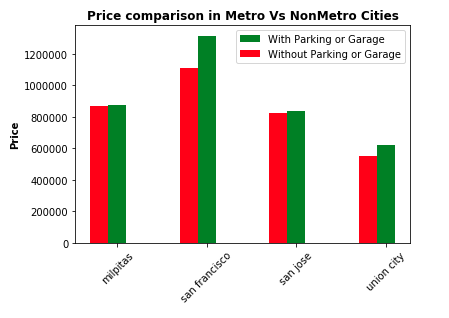 Price comparison in Metro Vs NonMetro Cities
With Parking or Garage
Without Parking or Garage
Price
1200000
1000000
800000
600000
400000
200000
0
milpitas
san francisco
san jose
union city